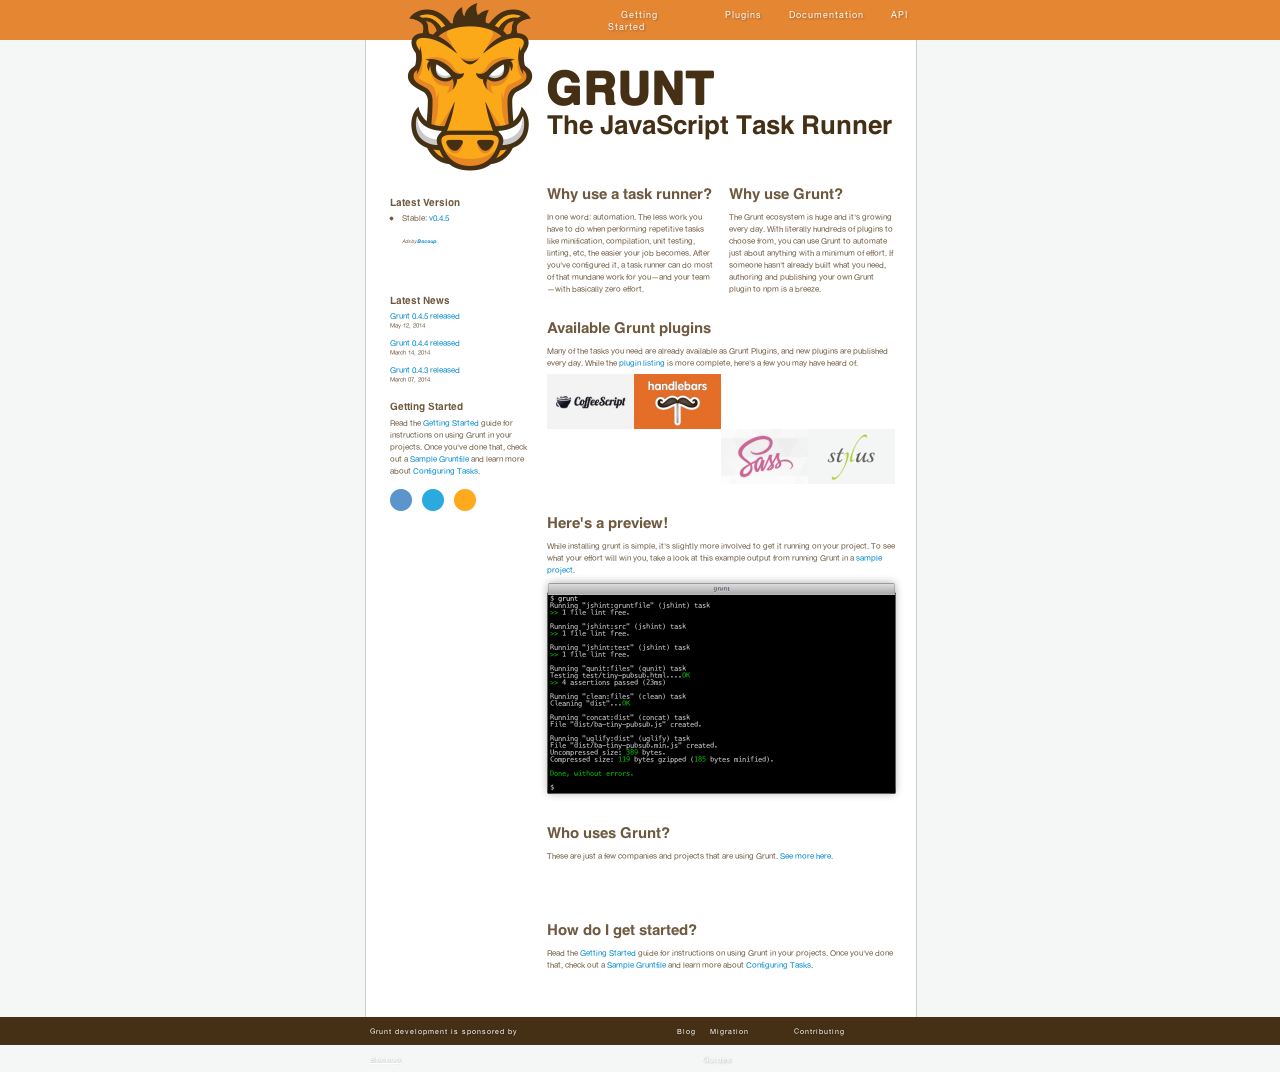 Getting Started
Plugins
Documentation
API
GRUNT
The JavaScript Task Runner
Latest Version
Stable: v0.4.5
Ads by Bocoup.
Latest News
Grunt 0.4.5 released
May 12, 2014
Grunt 0.4.4 released
March 14, 2014
Grunt 0.4.3 released
March 07, 2014
Getting Started
Read the Getting Started guide for
instructions on using Grunt in your
projects. Once you've done that, check
out a Sample Gruntfile and learn more
about Configuring Tasks.
Why use a task runner?
In one word: automation. The less work you
have to do when performing repetitive tasks
like minification, compilation, unit testing,
linting, etc, the easier your job becomes. After
you've configured it, a task runner can do most
of that mundane work for you—and your team
—with basically zero effort.
Why use Grunt?
The Grunt ecosystem is huge and it's growing
every day. With literally hundreds of plugins to
choose from, you can use Grunt to automate
just about anything with a minimum of effort. If
someone hasn't already built what you need,
authoring and publishing your own Grunt
plugin to npm is a breeze.
Available Grunt plugins
Many of the tasks you need are already available as Grunt Plugins, and new plugins are published
every day. While the plugin listing is more complete, here's a few you may have heard of.
CoffeeScript
handlebars
Sass
stylus
Here's a preview!
While installing grunt is simple, it's slightly more involved to get it running on your project. To see
what your effort will win you, take a look at this example output from running Grunt in a sample
project.
grunt
$ grunt
Running "jshint:gruntfile" (jshint) task
>> 1 file lint free.
Running "jshint:src" (jshint) task
>> 1 file lint free.
Running "jshint:test" (jshint) task
>> 1 file lint free.
Running "qunit:files" (qunit) task
Testing test/tiny-pubsub.html....OK
>> 4 assertions passed (23ms)
Running "clean:files" (clean) task
Cleaning "dist"...OK
Running "concat:dist" (concat) task
File "dist/ba-tiny-pubsub.js" created.
Running "uglify:dist" (uglify) task
File "dist/ba-tiny-pubsub.min.js" created.
Uncompressed size: 389 bytes.
Compressed size: 119 bytes gzipped (185 bytes minified).
Done, without errors.
$
Who uses Grunt?
These are just a few companies and projects that are using Grunt. See more here.
How do I get started?
Read the Getting Started guide for instructions on using Grunt in your projects. Once you've done
that, check out a Sample Gruntfile and learn more about Configuring Tasks.
Grunt development is sponsored by
Bocoup
Blog
Migration
Guides
Contributing